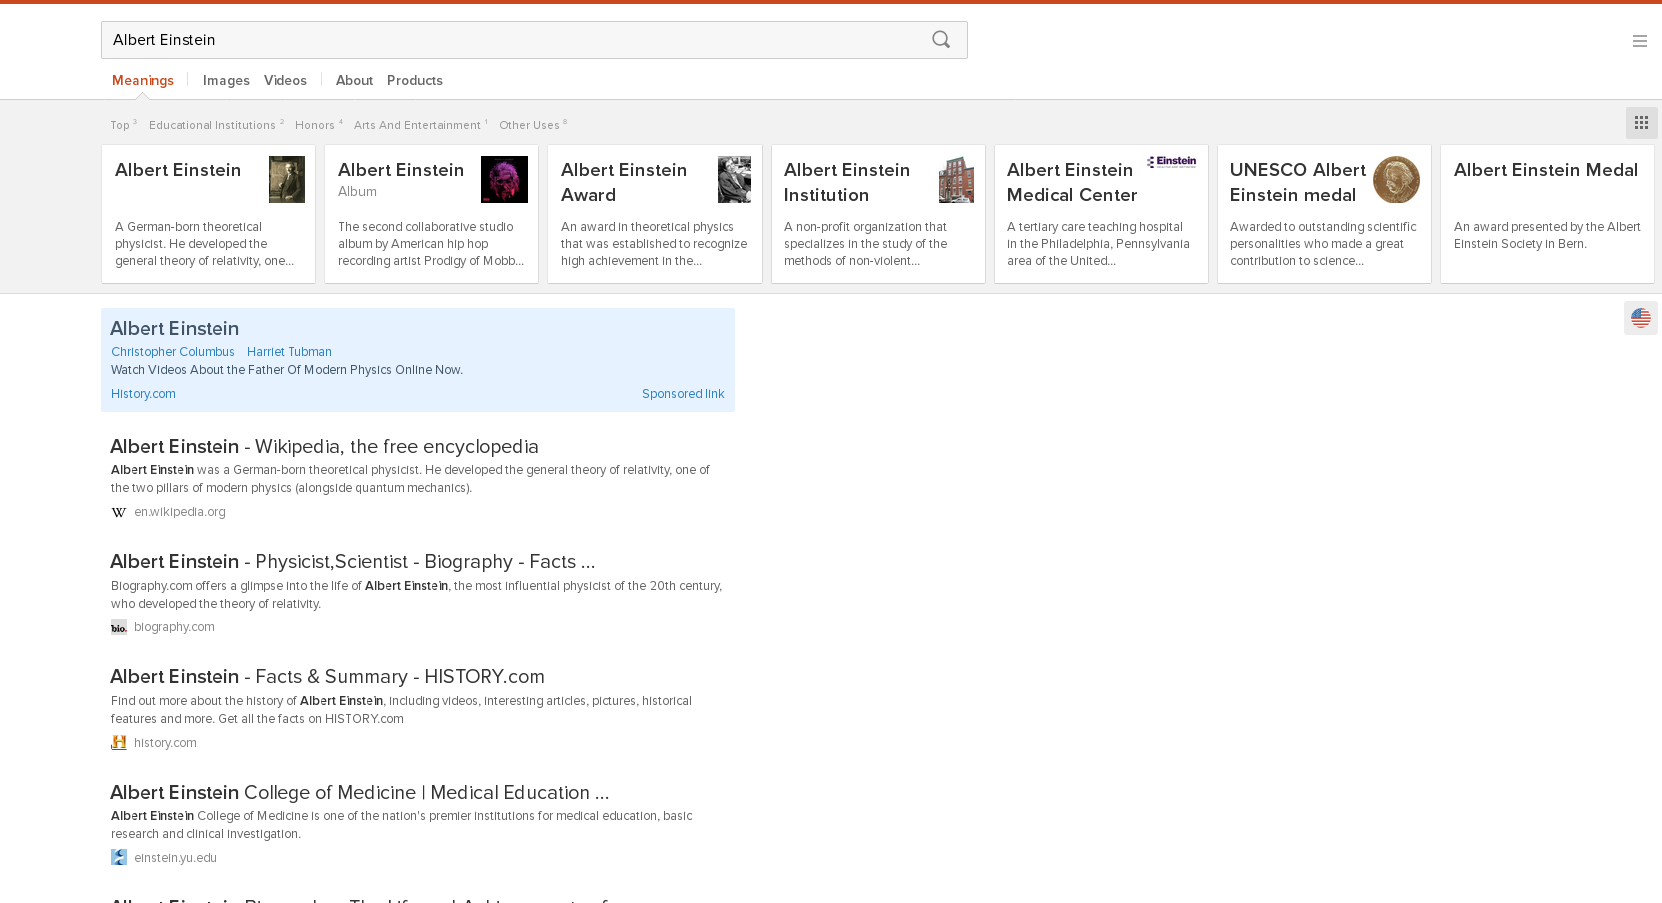 Albert Einstein
Meanings Images Videos About Products
Top 3 Educational Institutions 2 Honors 4 Arts And Entertainment 1 Other Uses 8
Albert Einstein
A German-born theoretical
physicist. He developed the
general theory of relativity, one...
Albert Einstein
Album
The second collaborative studio
album by American hip hop
recording artist Prodigy of Mobb...
Albert Einstein
Award
An award in theoretical physics
that was established to recognize
high achievement in the...
Albert Einstein
Institution
A non-profit organization that
specializes in the study of the
methods of non-violent...
Albert Einstein
Medical Center
Einstein
A tertiary care teaching hospital
in the Philadelphia, Pennsylvania
area of the United...
UNESCO Albert
Einstein medal
Awarded to outstanding scientific
personalities who made a great
contribution to science...
Albert Einstein Medal
An award presented by the Albert
Einstein Society in Bern.
Albert Einstein
Christopher Columbus Harriet Tubman
Watch Videos About the Father Of Modern Physics Online Now.
History.com Sponsored link
Albert Einstein - Wikipedia, the free encyclopedia
Albert Einstein was a German-born theoretical physicist. He developed the general theory of relativity, one of
the two pillars of modern physics (alongside quantum mechanics).
W en.wikipedia.org
Albert Einstein - Physicist,Scientist - Biography - Facts ...
Biography.com offers a glimpse into the life of Albert Einstein, the most influential physicist of the 20th century,
who developed the theory of relativity.
bio. biography.com
Albert Einstein - Facts & Summary - HISTORY.com
Find out more about the history of Albert Einstein, including videos, interesting articles, pictures, historical
features and more. Get all the facts on HISTORY.com
H history.com
Albert Einstein College of Medicine | Medical Education ...
Albert Einstein College of Medicine is one of the nation's premier institutions for medical education, basic
research and clinical investigation.
einstein.yu.edu